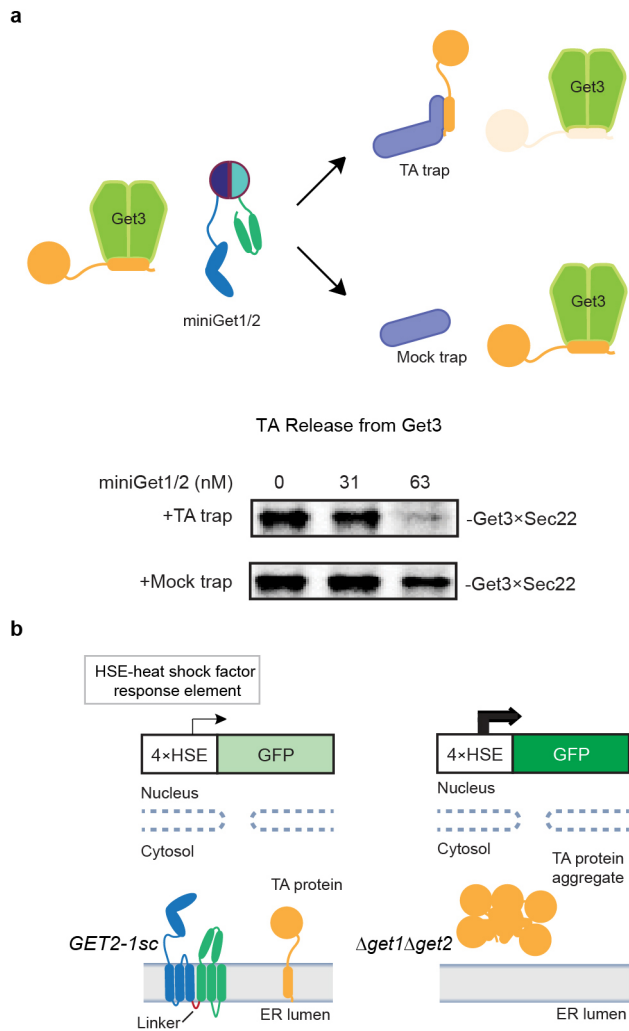 a
Get3
TA trap
Get3
miniGet1/2
Get3
Mock trap
TA Release from Get3
miniGet1/2 (nM) 0 31 63
+TA trap -Get3×Sec22
+Mock trap -Get3×Sec22
b
HSE-heat shock factor
response element
4×HSE GFP
Nucleus
Cytosol
TA protein
GET2-1sc
Linker
ER lumen
4×HSE GFP
Nucleus
Cytosol
TA protein
aggregate
Δget1Δget2
ER lumen